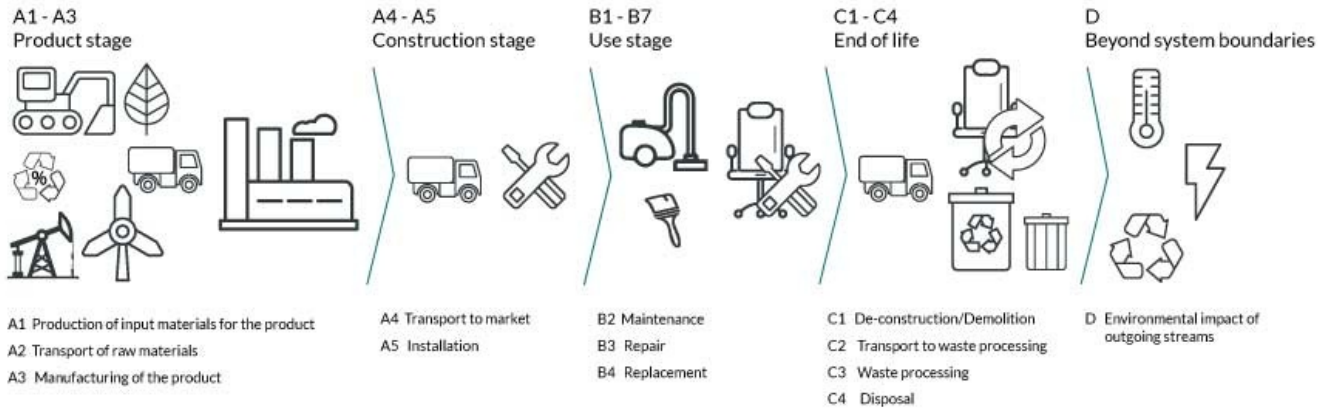 A1 - A3
Product stage
A4 - A5
Construction stage
B1 - B7
Use stage
C1 - C4
End of life
D
Beyond system boundaries
%
A1 Production of input materials for the product
A2 Transport of raw materials
A3 Manufacturing of the product
A4 Transport to market
A5 Installation
B2 Maintenance
B3 Repair
B4 Replacement
C1 De-construction/Demolition
C2 Transport to waste processing
C3 Waste processing
C4 Disposal
D Environmental impact of
outgoing streams